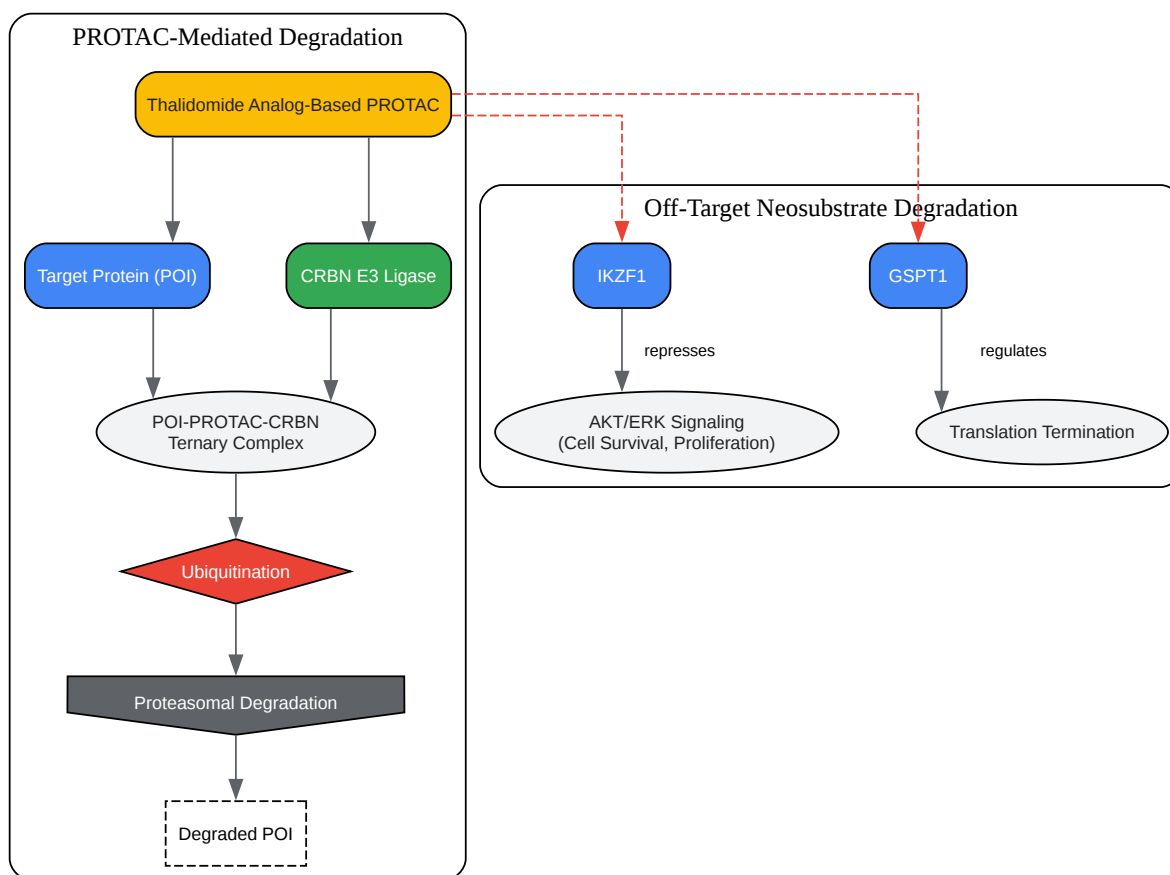 PROTAC-Mediated Degradation
Thalidomide Analog-Based PROTAC
Target Protein (POI)
CRBN E3 Ligase
POI-PROTAC-CRBN
Ternary Complex
Ubiquitination
Proteasomal Degradation
Degraded POI
Off-Target Neosubstrate Degradation
IKZF1
GSPT1
represses
regulates
AKT/ERK Signaling
(Cell Survival, Proliferation)
Translation Termination